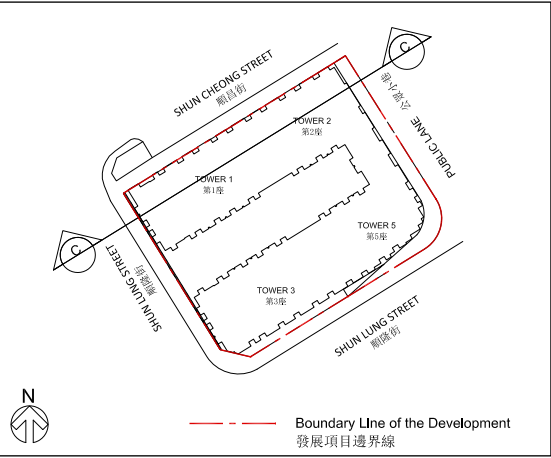 C
SHUN CHEONG STREET
順昌街
公眾小巷
PUBLIC LANE
TOWER 2
第2座
TOWER 1
第1座
TOWER 5
第5座
C
SHUN LUNG STREET
順隆街
TOWER 3
第3座
SHUN LUNG STREET
順隆街
N
Boundary Line of the Development
發展項目邊界線